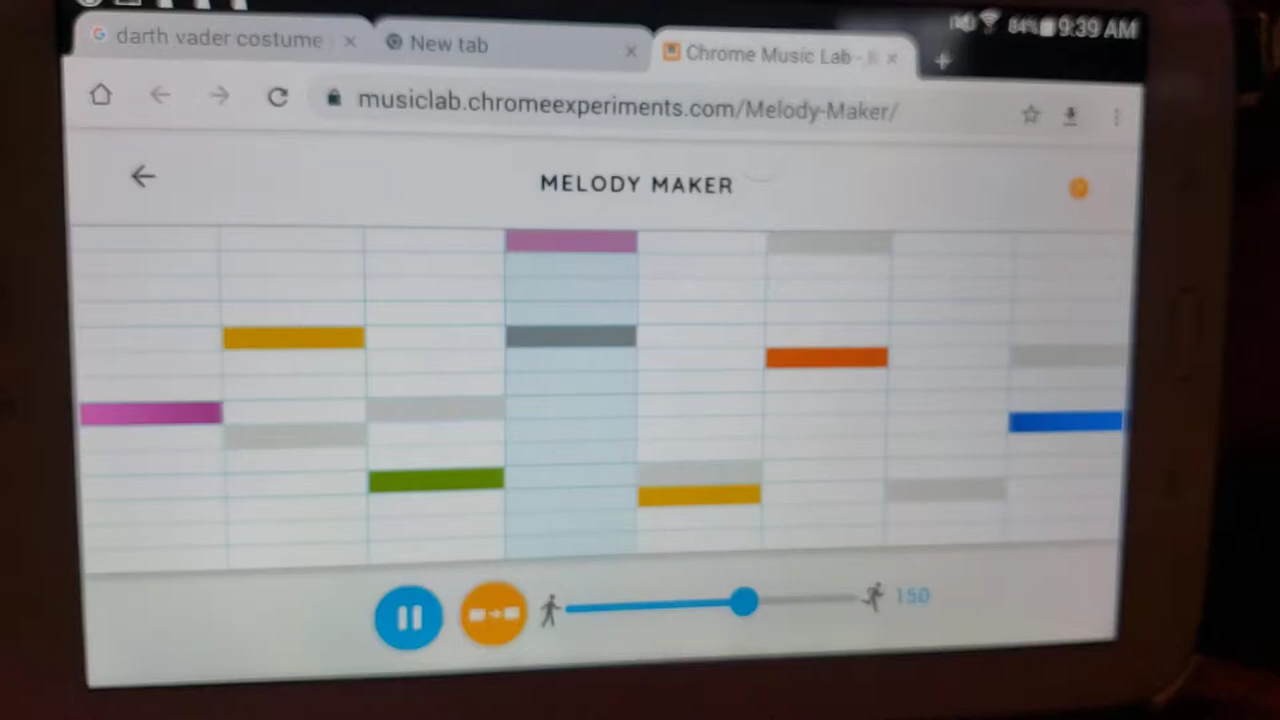 84% 9:39 AM
darth vader costume
New tab
Chrome Music Lab -
musiclab.chromeexperiments.com/Melody-Maker/
MELODY MAKER
150